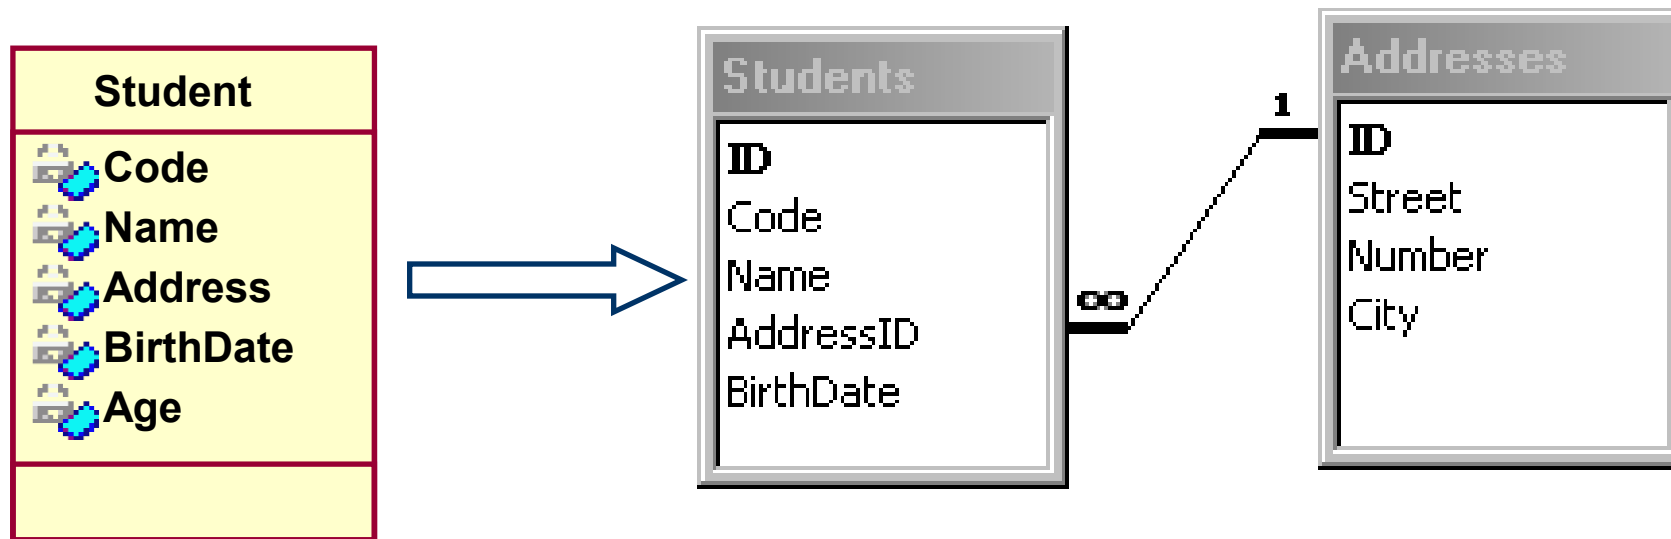 Student
Code
Name
Address
BirthDate
Age
Students
ID
Code
Name
AddressID
BirthDate
∞
1
Addresses
ID
Street
Number
City